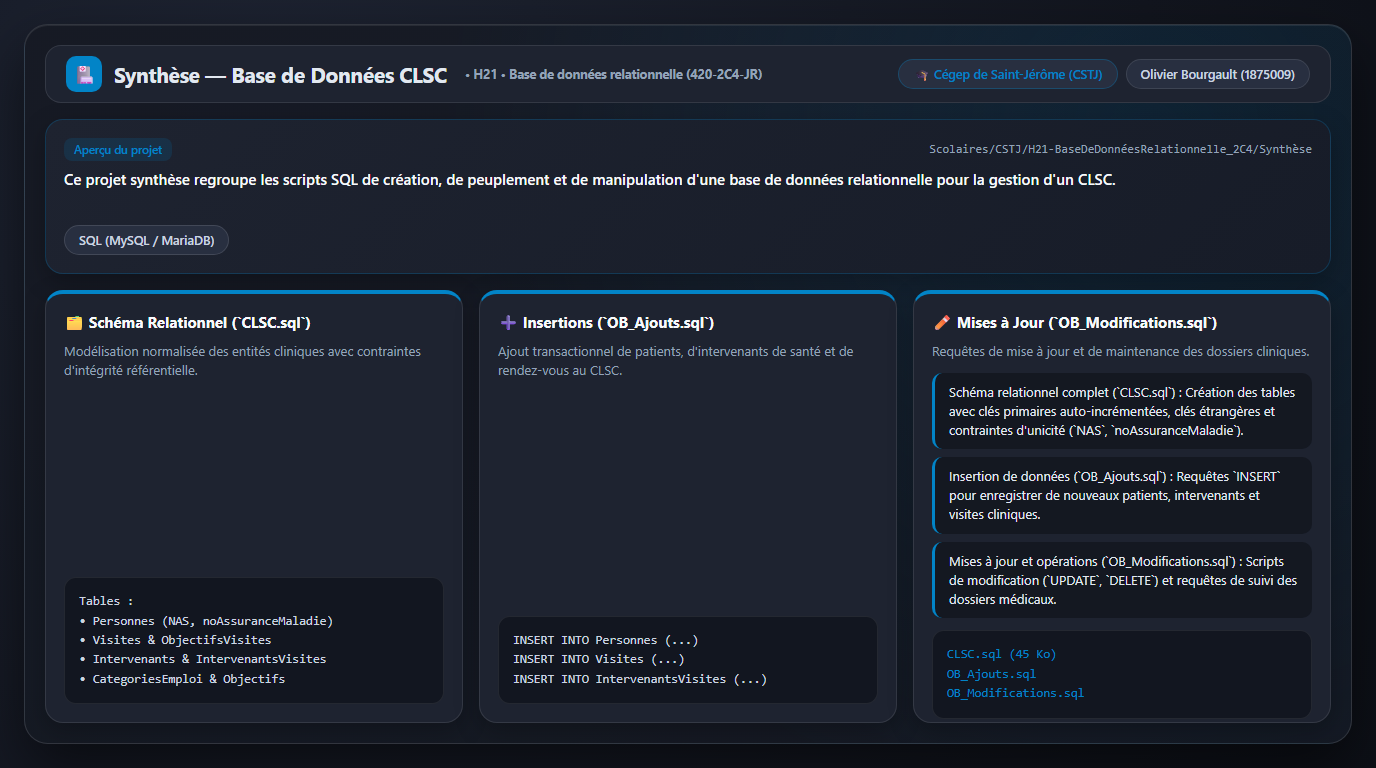 Synthèse — Base de Données CLSC
• H21 • Base de données relationnelle (420-2C4-JR)
Cégep de Saint-Jérôme (CSTJ)
Olivier Bourgault (1875009)
Aperçu du projet
Scolaires/CSTJ/H21-BaseDeDonnéesRelationnelle_2C4/Synthèse
Ce projet synthèse regroupe les scripts SQL de création, de peuplement et de manipulation d'une base de données relationnelle pour la gestion d'un CLSC.
SQL (MySQL / MariaDB)
Schéma Relationnel (`CLSC.sql`)
Modélisation normalisée des entités cliniques avec contraintes
d'intégrité référentielle.
Tables :
• Personnes (NAS, noAssuranceMaladie)
• Visites & ObjectifsVisites
• Intervenants & IntervenantsVisites
• CategoriesEmploi & Objectifs
Insertions (`OB_Ajouts.sql`)
Ajout transactionnel de patients, d'intervenants de santé et de
rendez-vous au CLSC.
INSERT INTO Personnes (...)
INSERT INTO Visites (...)
INSERT INTO IntervenantsVisites (...)
Mises à Jour (`OB_Modifications.sql`)
Requêtes de mise à jour et de maintenance des dossiers cliniques.
Schéma relationnel complet (`CLSC.sql`) : Création des tables
avec clés primaires auto-incrémentées, clés étrangères et
contraintes d'unicité (`NAS`, `noAssuranceMaladie`).
Insertion de données (`OB_Ajouts.sql`) : Requêtes `INSERT`
pour enregistrer de nouveaux patients, intervenants et
visites cliniques.
Mises à jour et opérations (`OB_Modifications.sql`) : Scripts
de modification (`UPDATE`, `DELETE`) et requêtes de suivi des
dossiers médicaux.
CLSC.sql (45 Ko)
OB_Ajouts.sql
OB_Modifications.sql